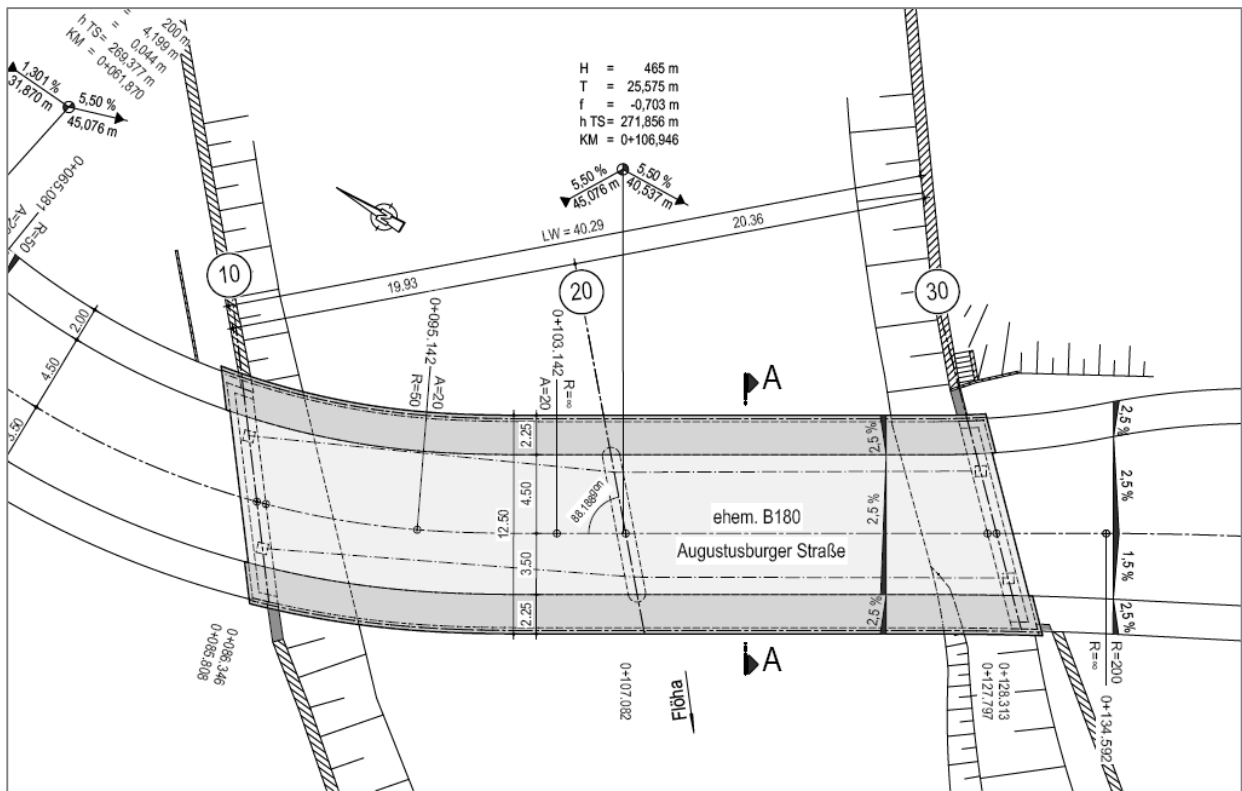 200 m
4,199 m
= 0,044 m
h TS= 269,377 m
KM = 0+061,870
1,301 %
31,870 m
5,50 %
45,076 m
H = 465 m
T = 25,575 m
f = -0,703 m
h TS= 271,856 m
KM = 0+106,946
5,50 %
45,076 m
5,50 %
40,537 m
0+065.081
R=50
LW = 40.29
19.93
20.36
10
20
30
0+095.142
A=20
R=50
0+103.142
R=∞
A=20
A
2.00
4.50
3.50
2.25
4.50
12.50
3.50
2.25
88.1889gon
ehem. B180
Augustusburger Straße
2,5 %
2,5 %
2,5 %
2,5 %
2,5 %
1,5 %
2,5 %
0+086.346
0+085.808
A
0+107.082
Flöha
0+128.313
0+127.797
R=200
R=∞
0+134.592